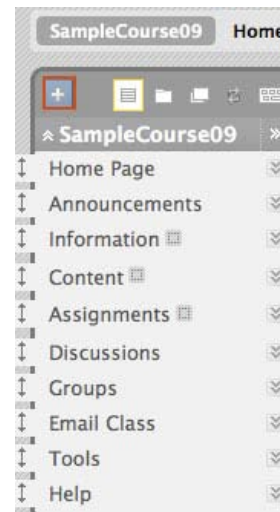 SampleCourse09 Home
SampleCourse09
Home Page
Announcements
Information
Content
Assignments
Discussions
Groups
Email Class
Tools
Help